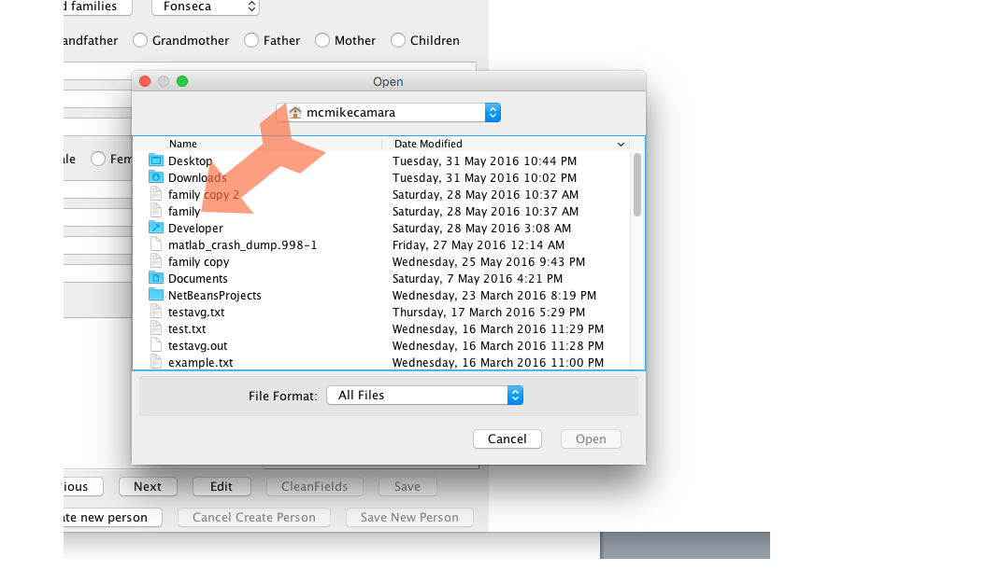 d families Fonseca
andfather Grandmother Father Mother Children
Open
mcmikecamara
Name Date Modified
ale Fem
Desktop Tuesday, 31 May 2016 10:44 PM
Downloads Tuesday, 31 May 2016 10:02 PM
family copy 2 Saturday, 28 May 2016 10:37 AM
family Saturday, 28 May 2016 10:37 AM
Developer Saturday, 28 May 2016 3:08 AM
matlab_crash_dump.998-1 Friday, 27 May 2016 12:14 AM
family copy Wednesday, 25 May 2016 9:43 PM
Documents Saturday, 7 May 2016 4:21 PM
NetBeansProjects Wednesday, 23 March 2016 8:19 PM
testavg.txt Thursday, 17 March 2016 5:29 PM
test.txt Wednesday, 16 March 2016 11:29 PM
testavg.out Wednesday, 16 March 2016 11:28 PM
example.txt Wednesday, 16 March 2016 11:00 PM
File Format: All Files
Cancel Open
ious Next Edit CleanFields Save
ate new person Cancel Create Person Save New Person